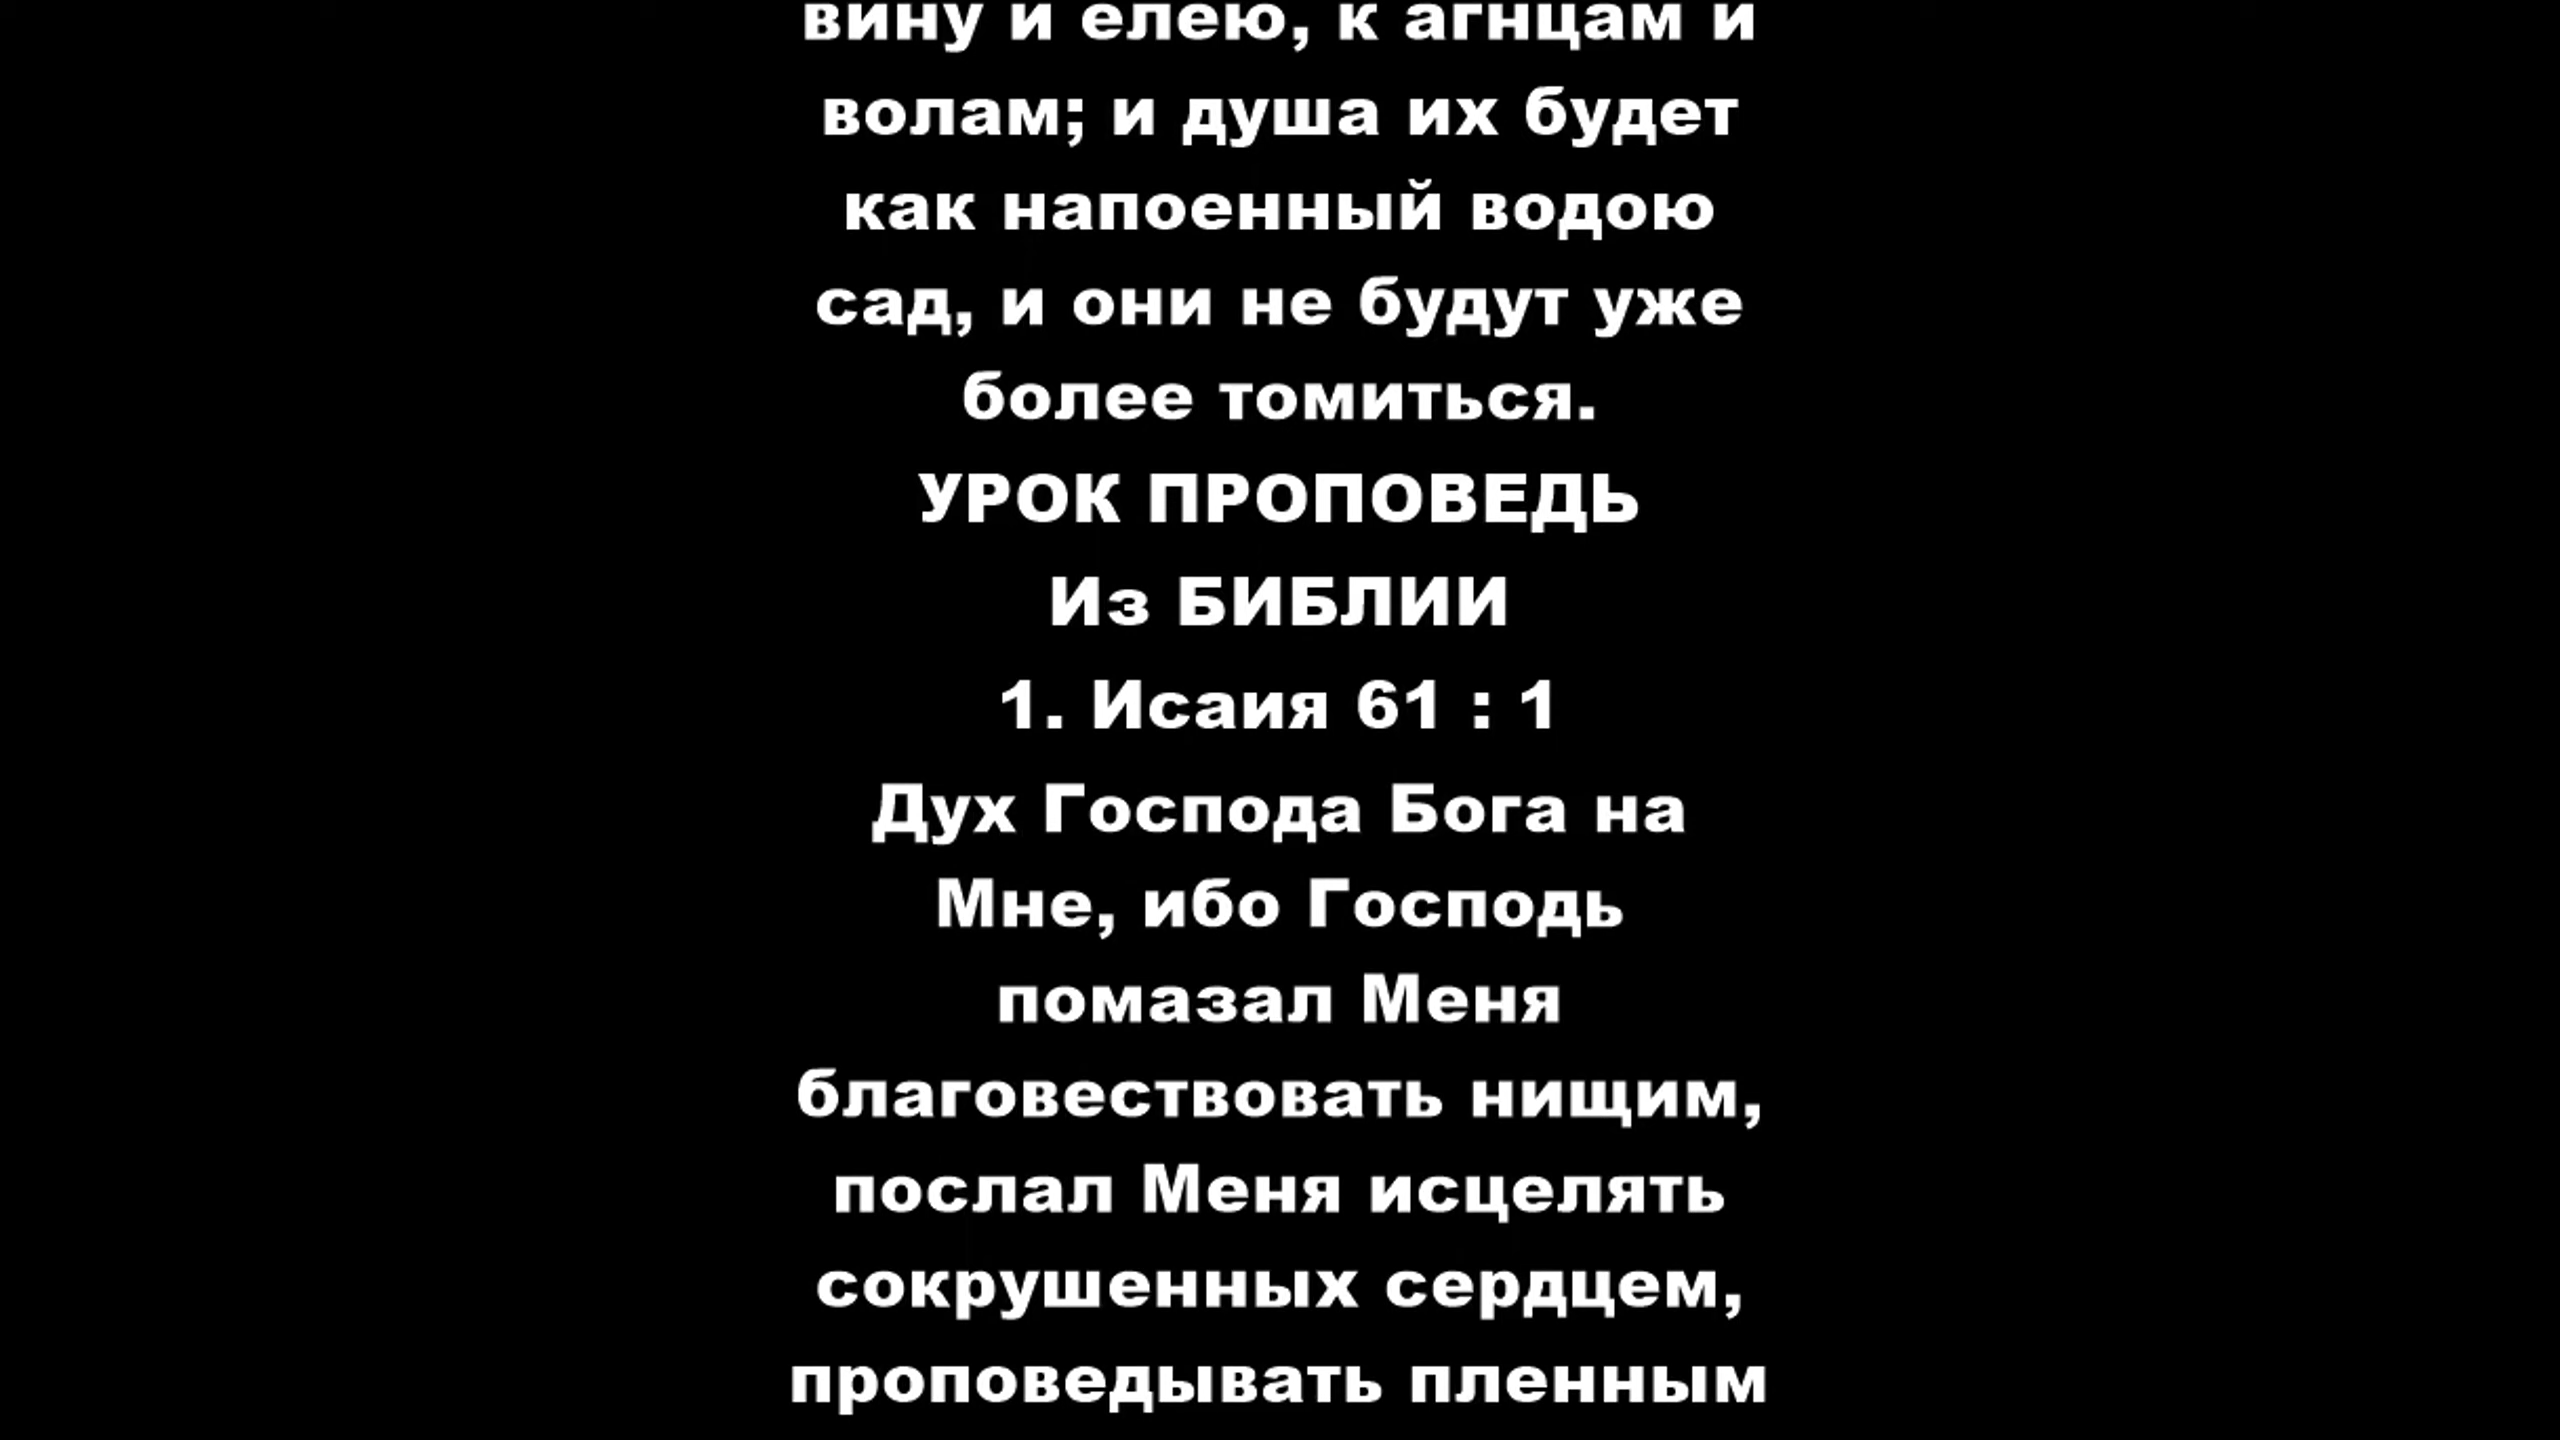 вину и елею, к агнцам и
волам; и душа их будет
как напоенный водою
сад, и они не будут уже
более томиться.
УРОК ПРОПОВЕДЬ
Из БИБЛИИ
1. Исаия 61 : 1
Дух Господа Бога на
Мне, ибо Господь
помазал Меня
благовествовать нищим,
послал Меня исцелять
сокрушенных сердцем,
проповедывать пленным